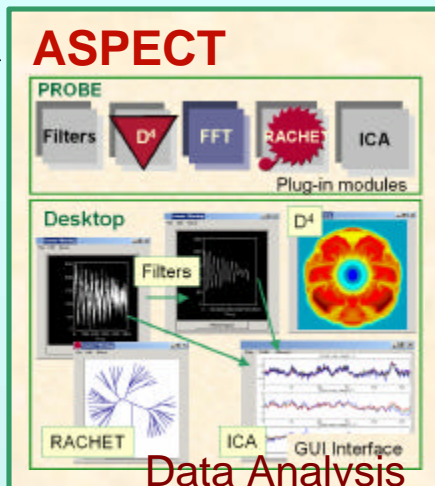 ASPECT
PROBE
Filters D⁴ FFT RACHET ICA
Plug-in modules
Desktop
D⁴
Filters
RACHET
ICA
GUI Interface
Data Analysis